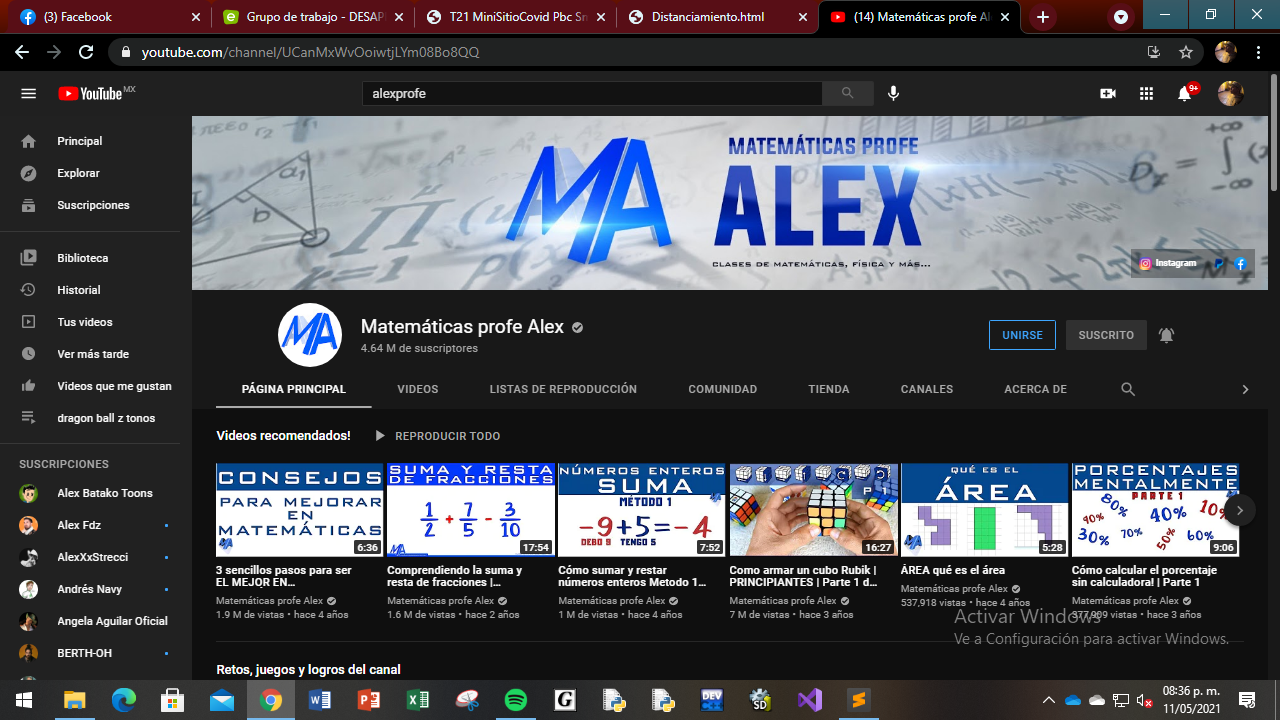 (3) Facebook
Grupo de trabajo - DESAP
T21 MiniSitioCovid Pbc Sm
Distanciamiento.html
(14) Matemáticas profe Al
youtube.com/channel/UCanMxWvOoiwtjLYm08Bo8QQ
YouTube MX
alexprofe
9+
Principal
Explorar
Suscripciones
Biblioteca
Historial
Tus videos
Ver más tarde
Videos que me gustan
dragon ball z tonos
SUSCRIPCIONES
Alex Batako Toons
Alex Fdz
AlexXxStrecci
Andrés Navy
Angela Aguilar Oficial
BERTH-OH
MA
MATEMÁTICAS PROFE
ALEX
CLASES DE MATEMÁTICAS, FÍSICA Y MÁS...
Instagram
MA
Matemáticas profe Alex
4.64 M de suscriptores
UNIRSE
SUSCRITO
PÁGINA PRINCIPAL
VIDEOS
LISTAS DE REPRODUCCIÓN
COMUNIDAD
TIENDA
CANALES
ACERCA DE
Videos recomendados!
REPRODUCIR TODO
CONSEJOS
PARA MEJORAR
EN
MATEMÁTICAS
6:36
3 sencillos pasos para ser
EL MEJOR EN...
Matemáticas profe Alex
1.9 M de vistas • hace 4 años
SUMA Y RESTA
DE FRACCIONES
1/2 + 7/5 - 3/10
17:54
Comprendiendo la suma y
resta de fracciones |...
Matemáticas profe Alex
1.6 M de vistas • hace 2 años
NÚMEROS ENTEROS
SUMA
MÉTODO 1
-9+5=-4
DEBO 9 TENGO 5
7:52
Cómo sumar y restar
números enteros Metodo 1...
Matemáticas profe Alex
1 M de vistas • hace 4 años
16:27
Como armar un cubo Rubik |
PRINCIPIANTES | Parte 1 d...
Matemáticas profe Alex
7 M de vistas • hace 3 años
QUÉ ES EL
ÁREA
5:28
ÁREA qué es el área
Matemáticas profe Alex
537,918 vistas • hace 4 años
PORCENTAJES
MENTALMENTE
PARTE 1
80% 10%
90% 40%
30% 70% 50% 60%
9:06
Cómo calcular el porcentaje
sin calculadora! | Parte 1
Matemáticas profe Alex
vistas • hace 3 años
Activar Windows
Ve a Configuración para activar Windows.
Retos, juegos y logros del canal
08:36 p. m.
11/05/2021